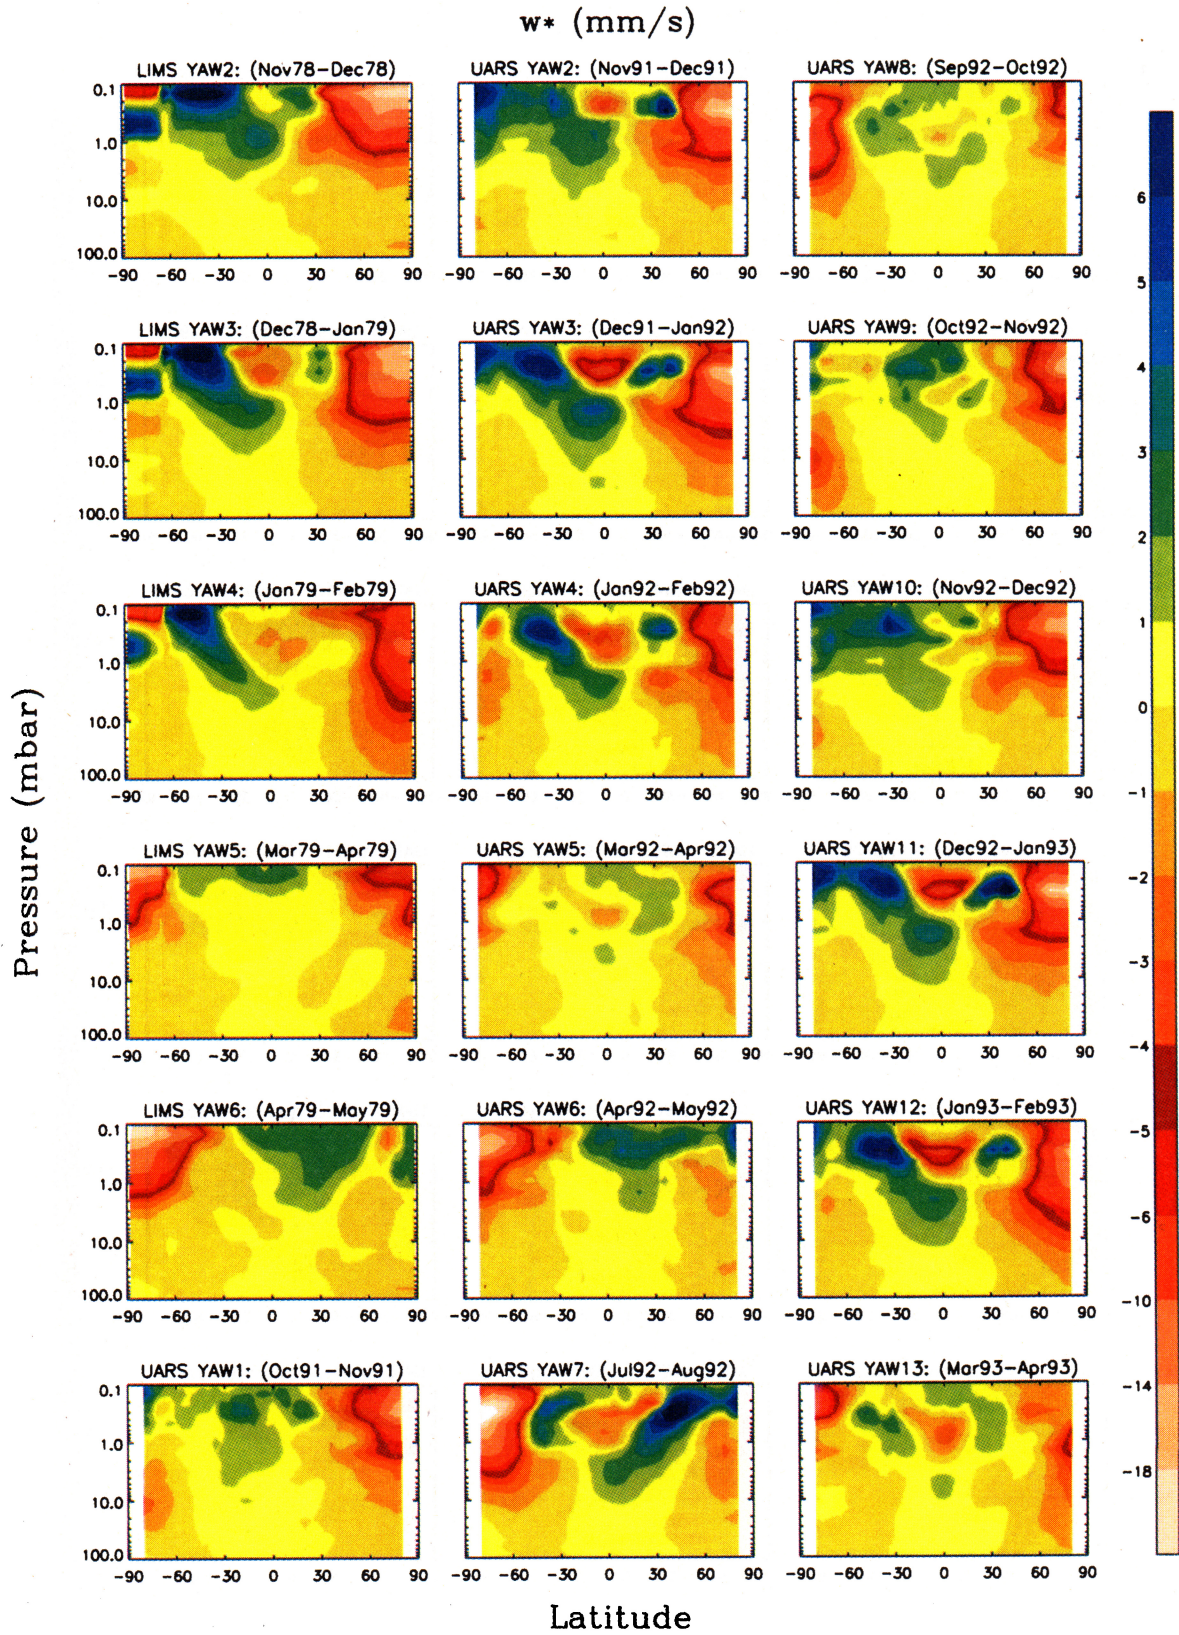 w* (mm/s)
LIMS YAW2: (Nov78-Dec78)
UARS YAW2: (Nov91-Dec91)
UARS YAW8: (Sep92-Oct92)
0.1
1.0
10.0
100.0
-90 -60 -30 0 30 60 90
-90 -60 -30 0 30 60 90
-90 -60 -30 0 30 60 90
LIMS YAW3: (Dec78-Jan79)
UARS YAW3: (Dec91-Jan92)
UARS YAW9: (Oct92-Nov92)
0.1
1.0
10.0
100.0
-90 -60 -30 0 30 60 90
-90 -60 -30 0 30 60 90
-90 -60 -30 0 30 60 90
LIMS YAW4: (Jan79-Feb79)
UARS YAW4: (Jan92-Feb92)
UARS YAW10: (Nov92-Dec92)
0.1
1.0
10.0
100.0
-90 -60 -30 0 30 60 90
-90 -60 -30 0 30 60 90
-90 -60 -30 0 30 60 90
LIMS YAW5: (Mar79-Apr79)
UARS YAW5: (Mar92-Apr92)
UARS YAW11: (Dec92-Jan93)
0.1
1.0
10.0
100.0
-90 -60 -30 0 30 60 90
-90 -60 -30 0 30 60 90
-90 -60 -30 0 30 60 90
LIMS YAW6: (Apr79-May79)
UARS YAW6: (Apr92-May92)
UARS YAW12: (Jan93-Feb93)
0.1
1.0
10.0
100.0
-90 -60 -30 0 30 60 90
-90 -60 -30 0 30 60 90
-90 -60 -30 0 30 60 90
UARS YAW1: (Oct91-Nov91)
UARS YAW7: (Jul92-Aug92)
UARS YAW13: (Mar93-Apr93)
0.1
1.0
10.0
100.0
-90 -60 -30 0 30 60 90
-90 -60 -30 0 30 60 90
-90 -60 -30 0 30 60 90
Pressure (mbar)
Latitude
6
5
4
3
2
1
0
-1
-2
-3
-4
-5
-6
-10
-14
-18